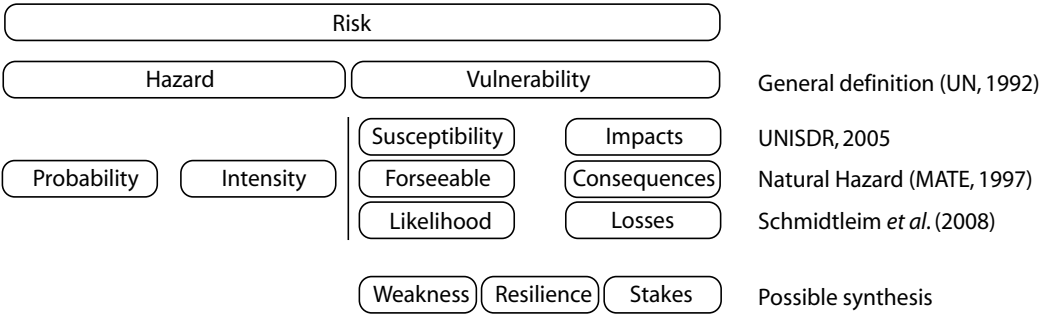 Risk
Hazard Vulnerability General definition (UN, 1992)
Susceptibility Impacts UNISDR, 2005
Probability Intensity Forseeable Consequences Natural Hazard (MATE, 1997)
Likelihood Losses Schmidtleim et al. (2008)
Weakness Resilience Stakes Possible synthesis